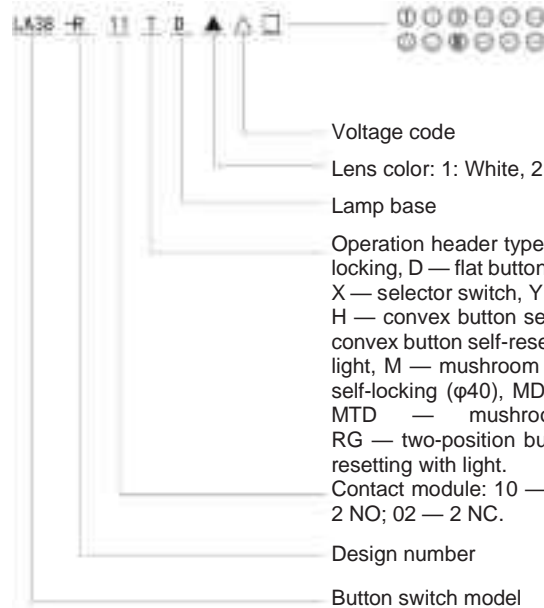 LA38 -R 11 T D ▲ △ □
Voltage code
Lens color: 1: White, 2
Lamp base
Operation header type
locking, D — flat button
X — selector switch, Y
H — convex button se
convex button self-rese
light, M — mushroom
self-locking (φ40), MD
MTD — mushroo
RG — two-position bu
resetting with light.
Contact module: 10 —
2 NO; 02 — 2 NC.
Design number
Button switch model